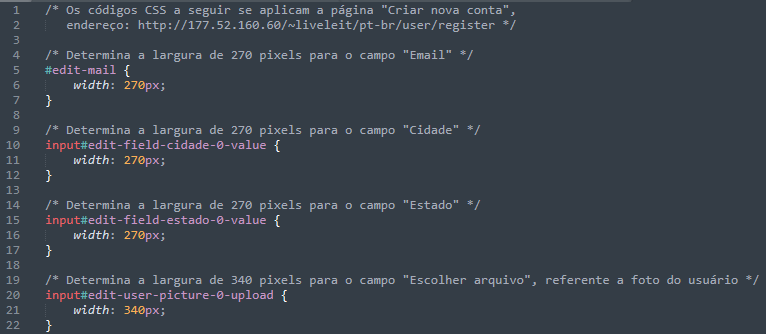 1 /* Os códigos CSS a seguir se aplicam a página "Criar nova conta",
2 endereço: http://177.52.160.60/~liveleit/pt-br/user/register */
3
4 /* Determina a largura de 270 pixels para o campo "Email" */
5 #edit-mail {
6 width: 270px;
7 }
8
9 /* Determina a largura de 270 pixels para o campo "Cidade" */
10 input#edit-field-cidade-0-value {
11 width: 270px;
12 }
13
14 /* Determina a largura de 270 pixels para o campo "Estado" */
15 input#edit-field-estado-0-value {
16 width: 270px;
17 }
18
19 /* Determina a largura de 340 pixels para o campo "Escolher arquivo", referente a foto do usuário */
20 input#edit-user-picture-0-upload {
21 width: 340px;
22 }